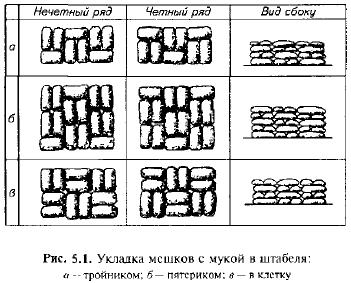 Нечетный ряд Четный ряд Вид сбоку
а
б
в
Рис. 5.1. Укладка мешков с мукой в штабеля:
а -- тройником; б — пятериком; в — в клетку